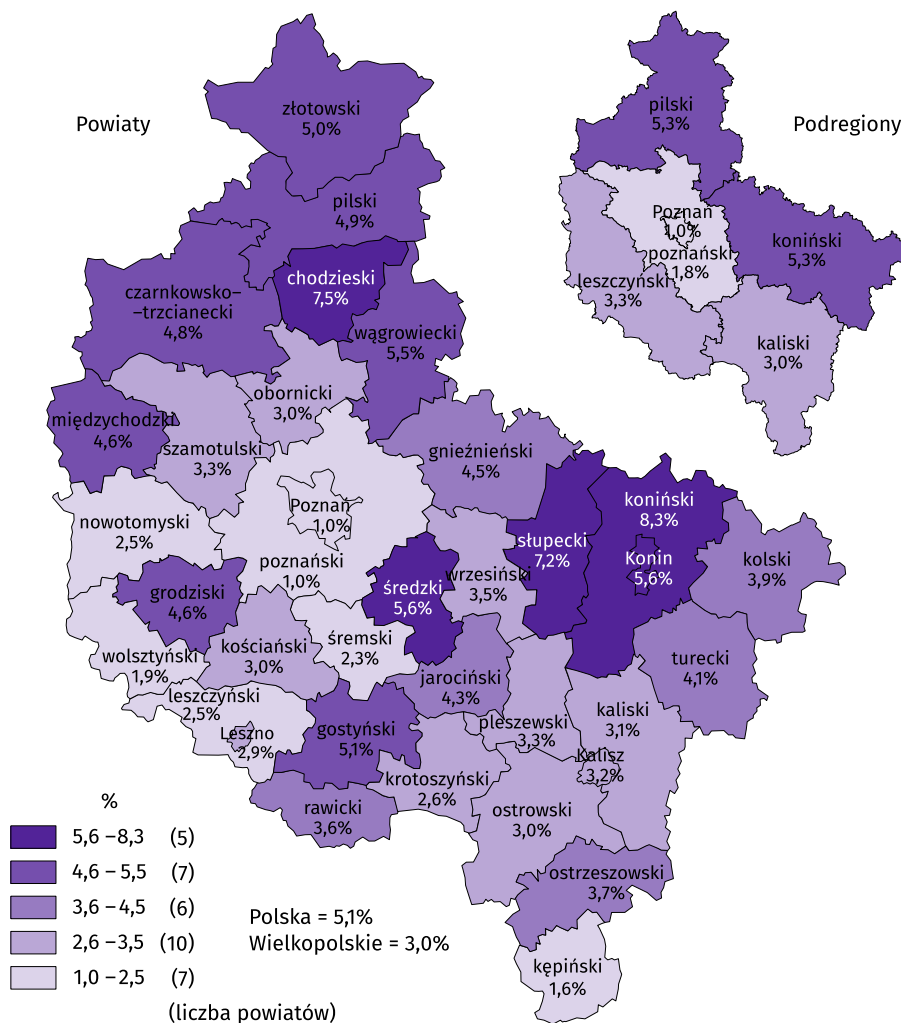 Powiaty
Podregiony
złotowski
5,0%
pilski
4,9%
chodzieski
7,5%
czarnkowsko–
–trzcianecki
4,8%
wągrowiecki
5,5%
obornicki
3,0%
międzychodzki
4,6%
szamotulski
3,3%
gnieźnieński
4,5%
Poznań
1,0%
nowotomyski
2,5%
poznański
1,0%
słupecki
7,2%
koniński
8,3%
Konin
5,6%
kolski
3,9%
wrzesiński
3,5%
średzki
5,6%
grodziski
4,6%
kościański
3,0%
śremski
2,3%
wolsztyński
1,9%
turecki
4,1%
jarociński
4,3%
leszczyński
2,5%
Leszno
2,9%
gostyński
5,1%
pleszewski
3,3%
kaliski
3,1%
Kalisz
3,2%
krotoszyński
2,6%
rawicki
3,6%
ostrowski
3,0%
ostrzeszowski
3,7%
kępiński
1,6%
pilski
5,3%
Poznań
1,0%
poznański
1,8%
koniński
5,3%
leszczyński
3,3%
kaliski
3,0%
%
5,6 –8,3 (5)
4,6 – 5,5 (7)
3,6 – 4,5 (6)
2,6 –3,5 (10)
1,0 –2,5 (7)
(liczba powiatów)
Polska = 5,1%
Wielkopolskie = 3,0%